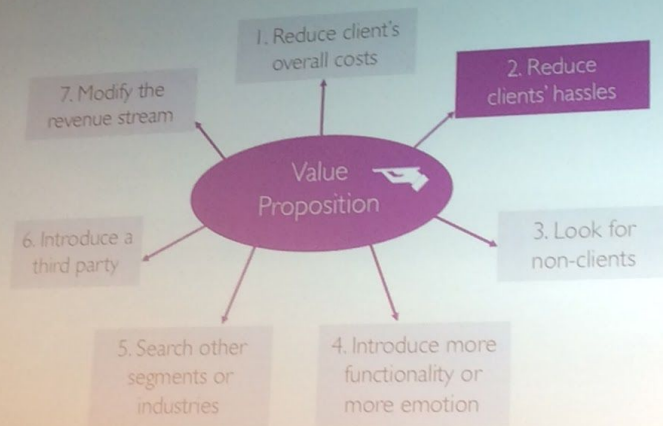 1. Reduce client's
overall costs
2. Reduce
clients' hassles
7. Modify the
revenue stream
Value
Proposition
3. Look for
non-clients
6. Introduce a
third party
5. Search other
segments or
industries
4. Introduce more
functionality or
more emotion